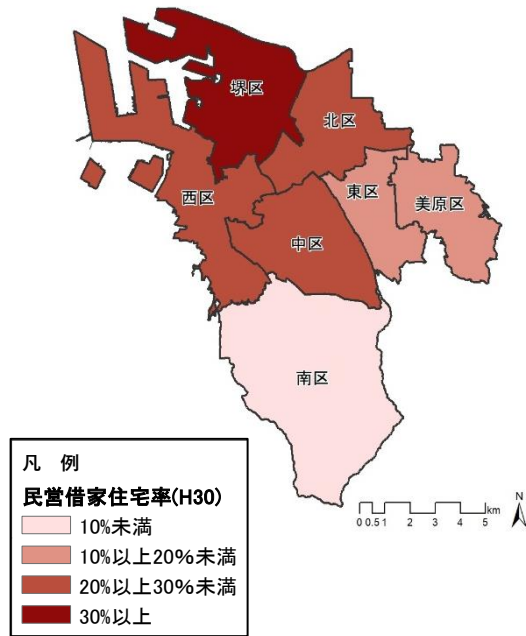 堺区
北区
東区
美原区
西区
中区
南区
凡 例
民営借家住宅率(H30)
10%未満
10%以上20%未満
20%以上30%未満
30%以上
N
km
0 0.5 1 2 3 4 5